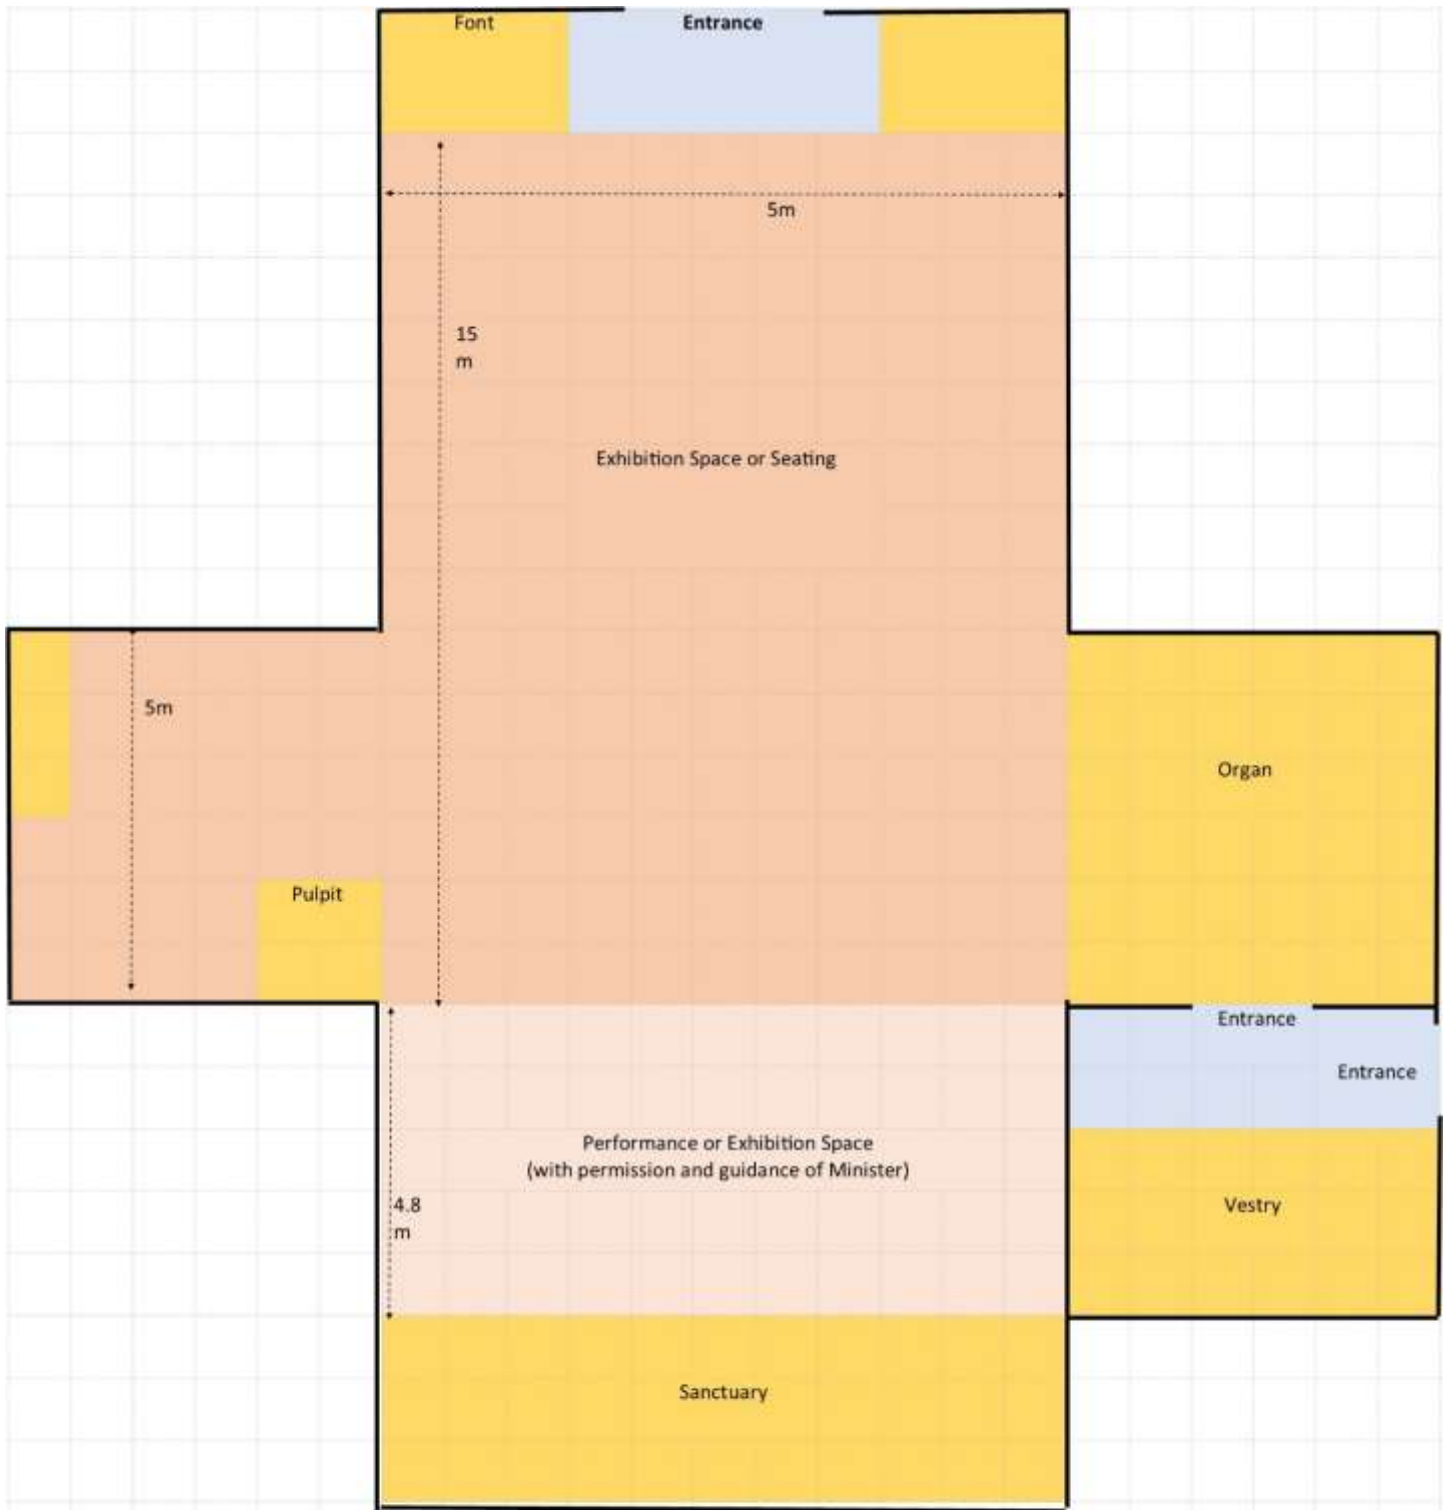 Font
Entrance
5m
15
m
Exhibition Space or Seating
5m
Organ
Pulpit
Entrance
Entrance
Performance or Exhibition Space
(with permission and guidance of Minister)
4.8
m
Vestry
Sanctuary